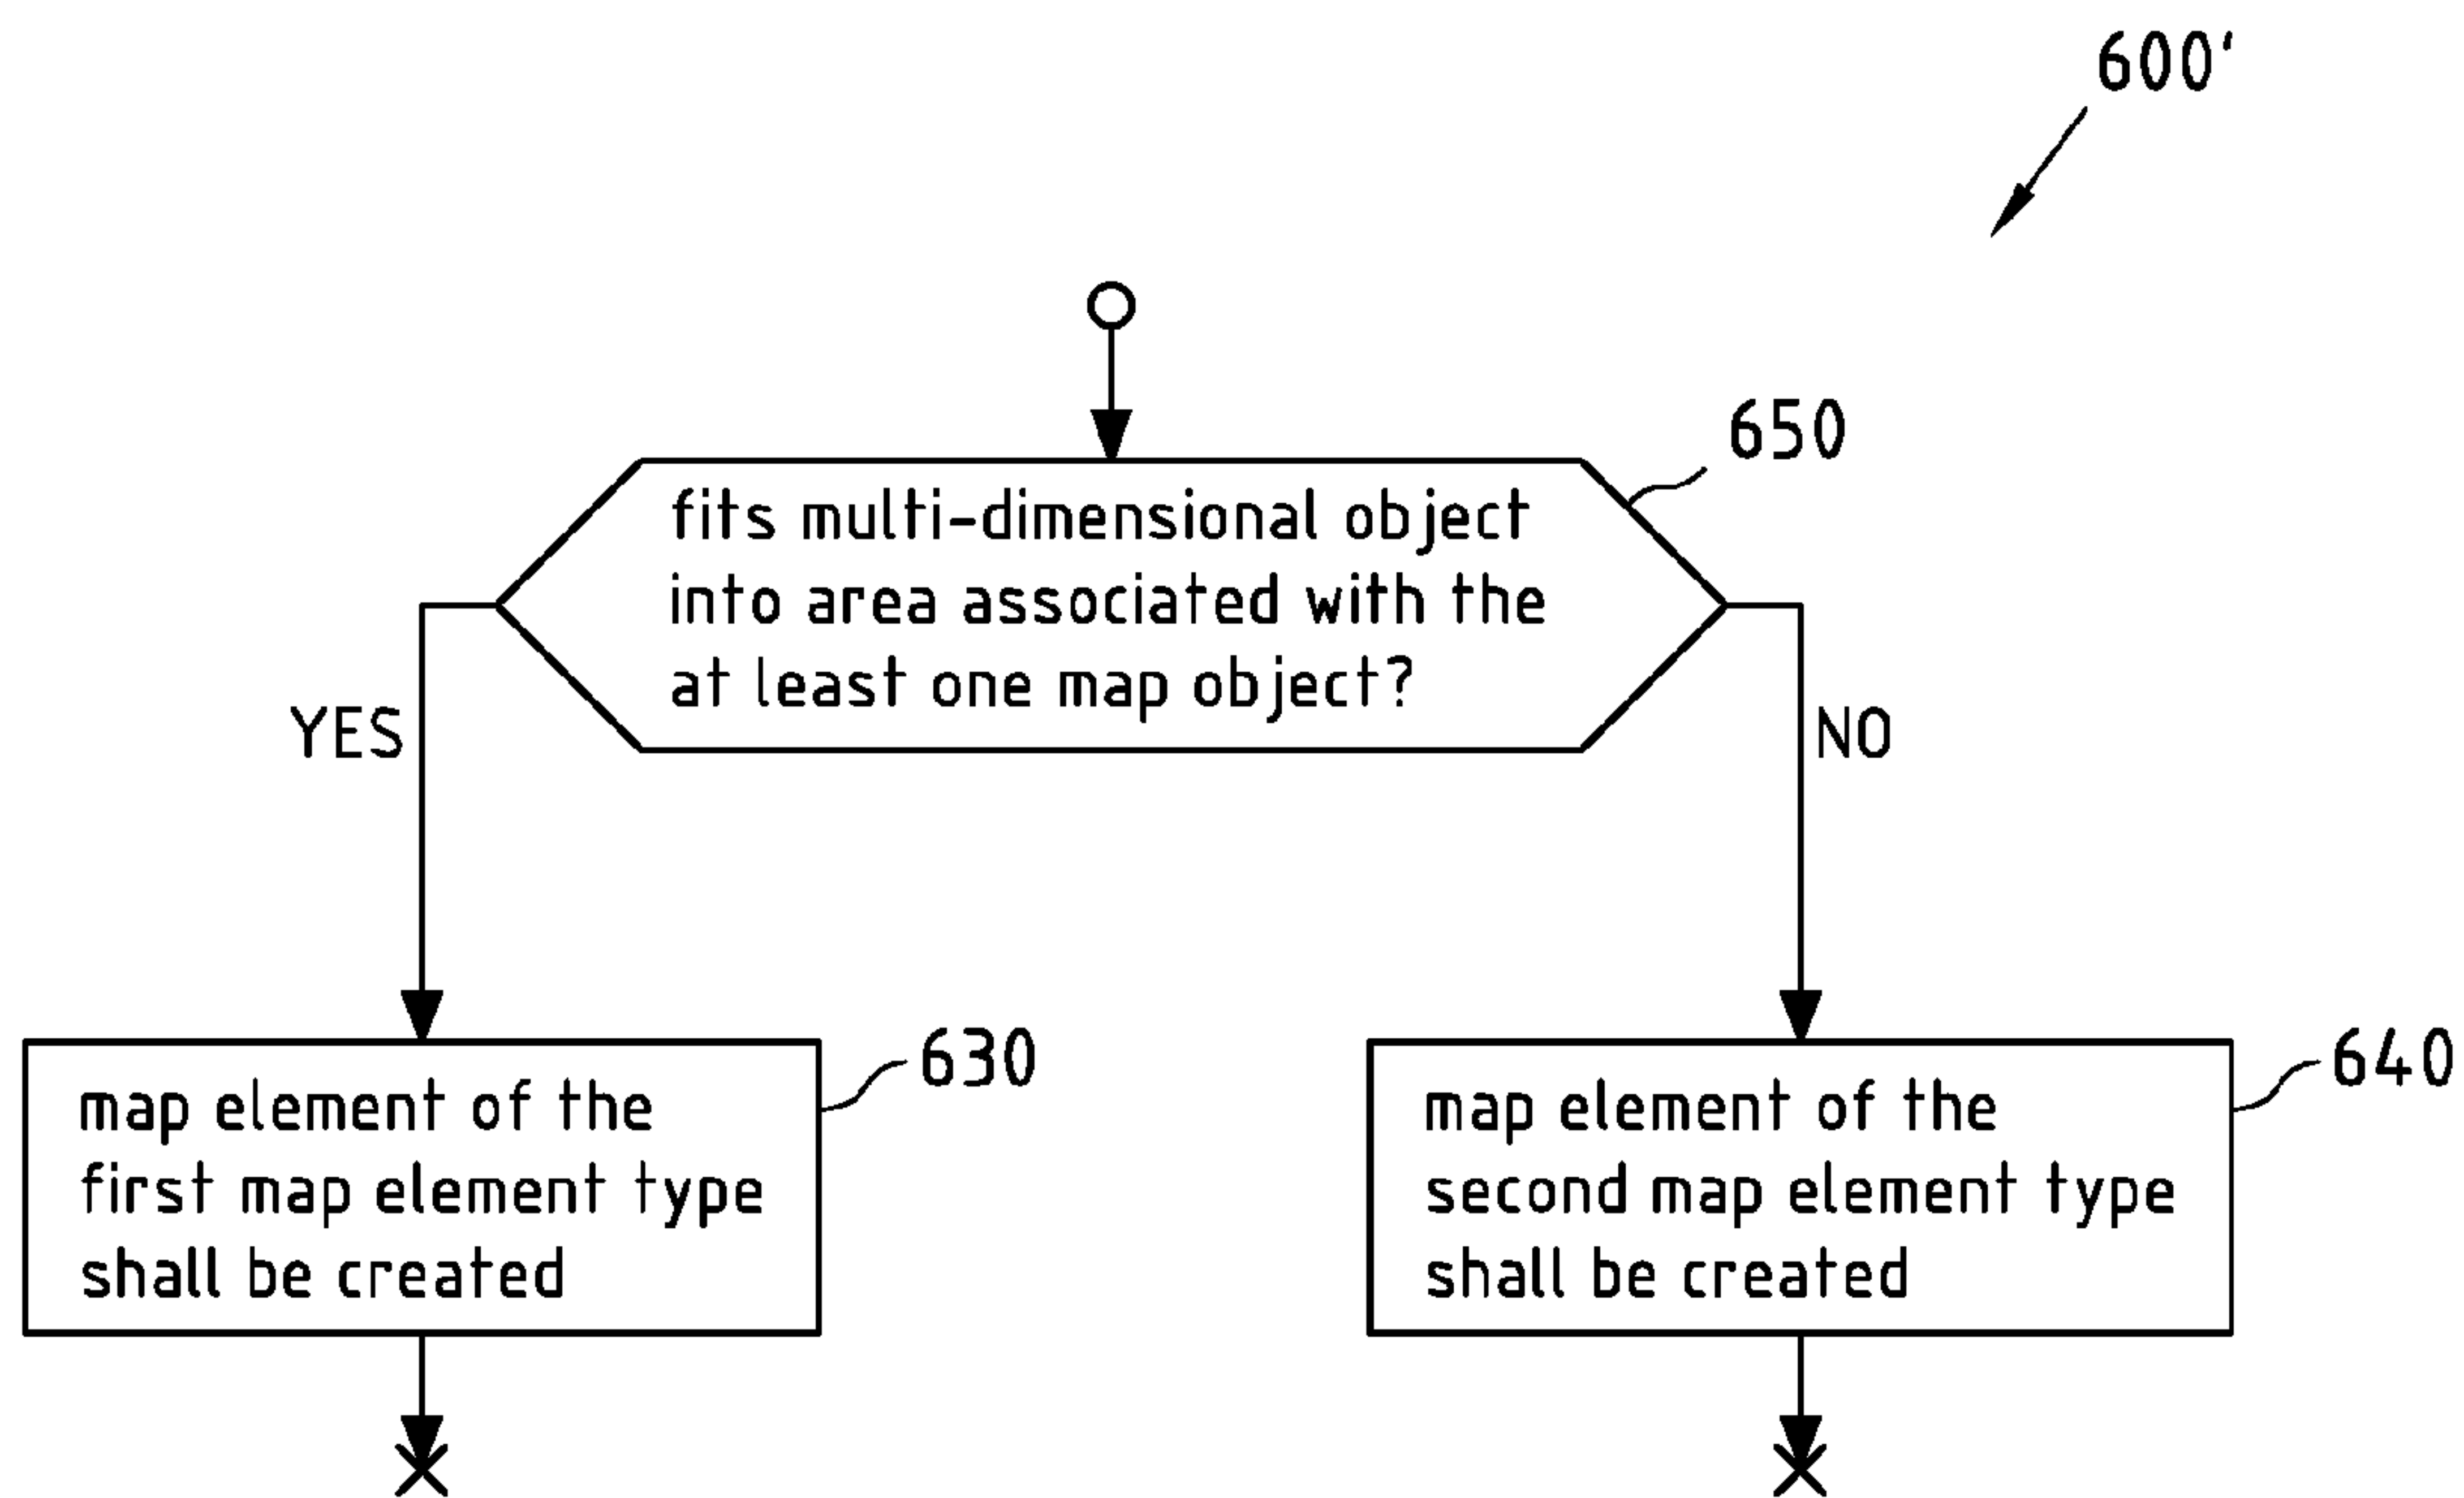 600‘
650
fits multi-dimensional object
into area associated with the
at least one map object?
YES
NO
630
map element of the
first map element type
shall be created
640
map element of the
second map element type
shall be created